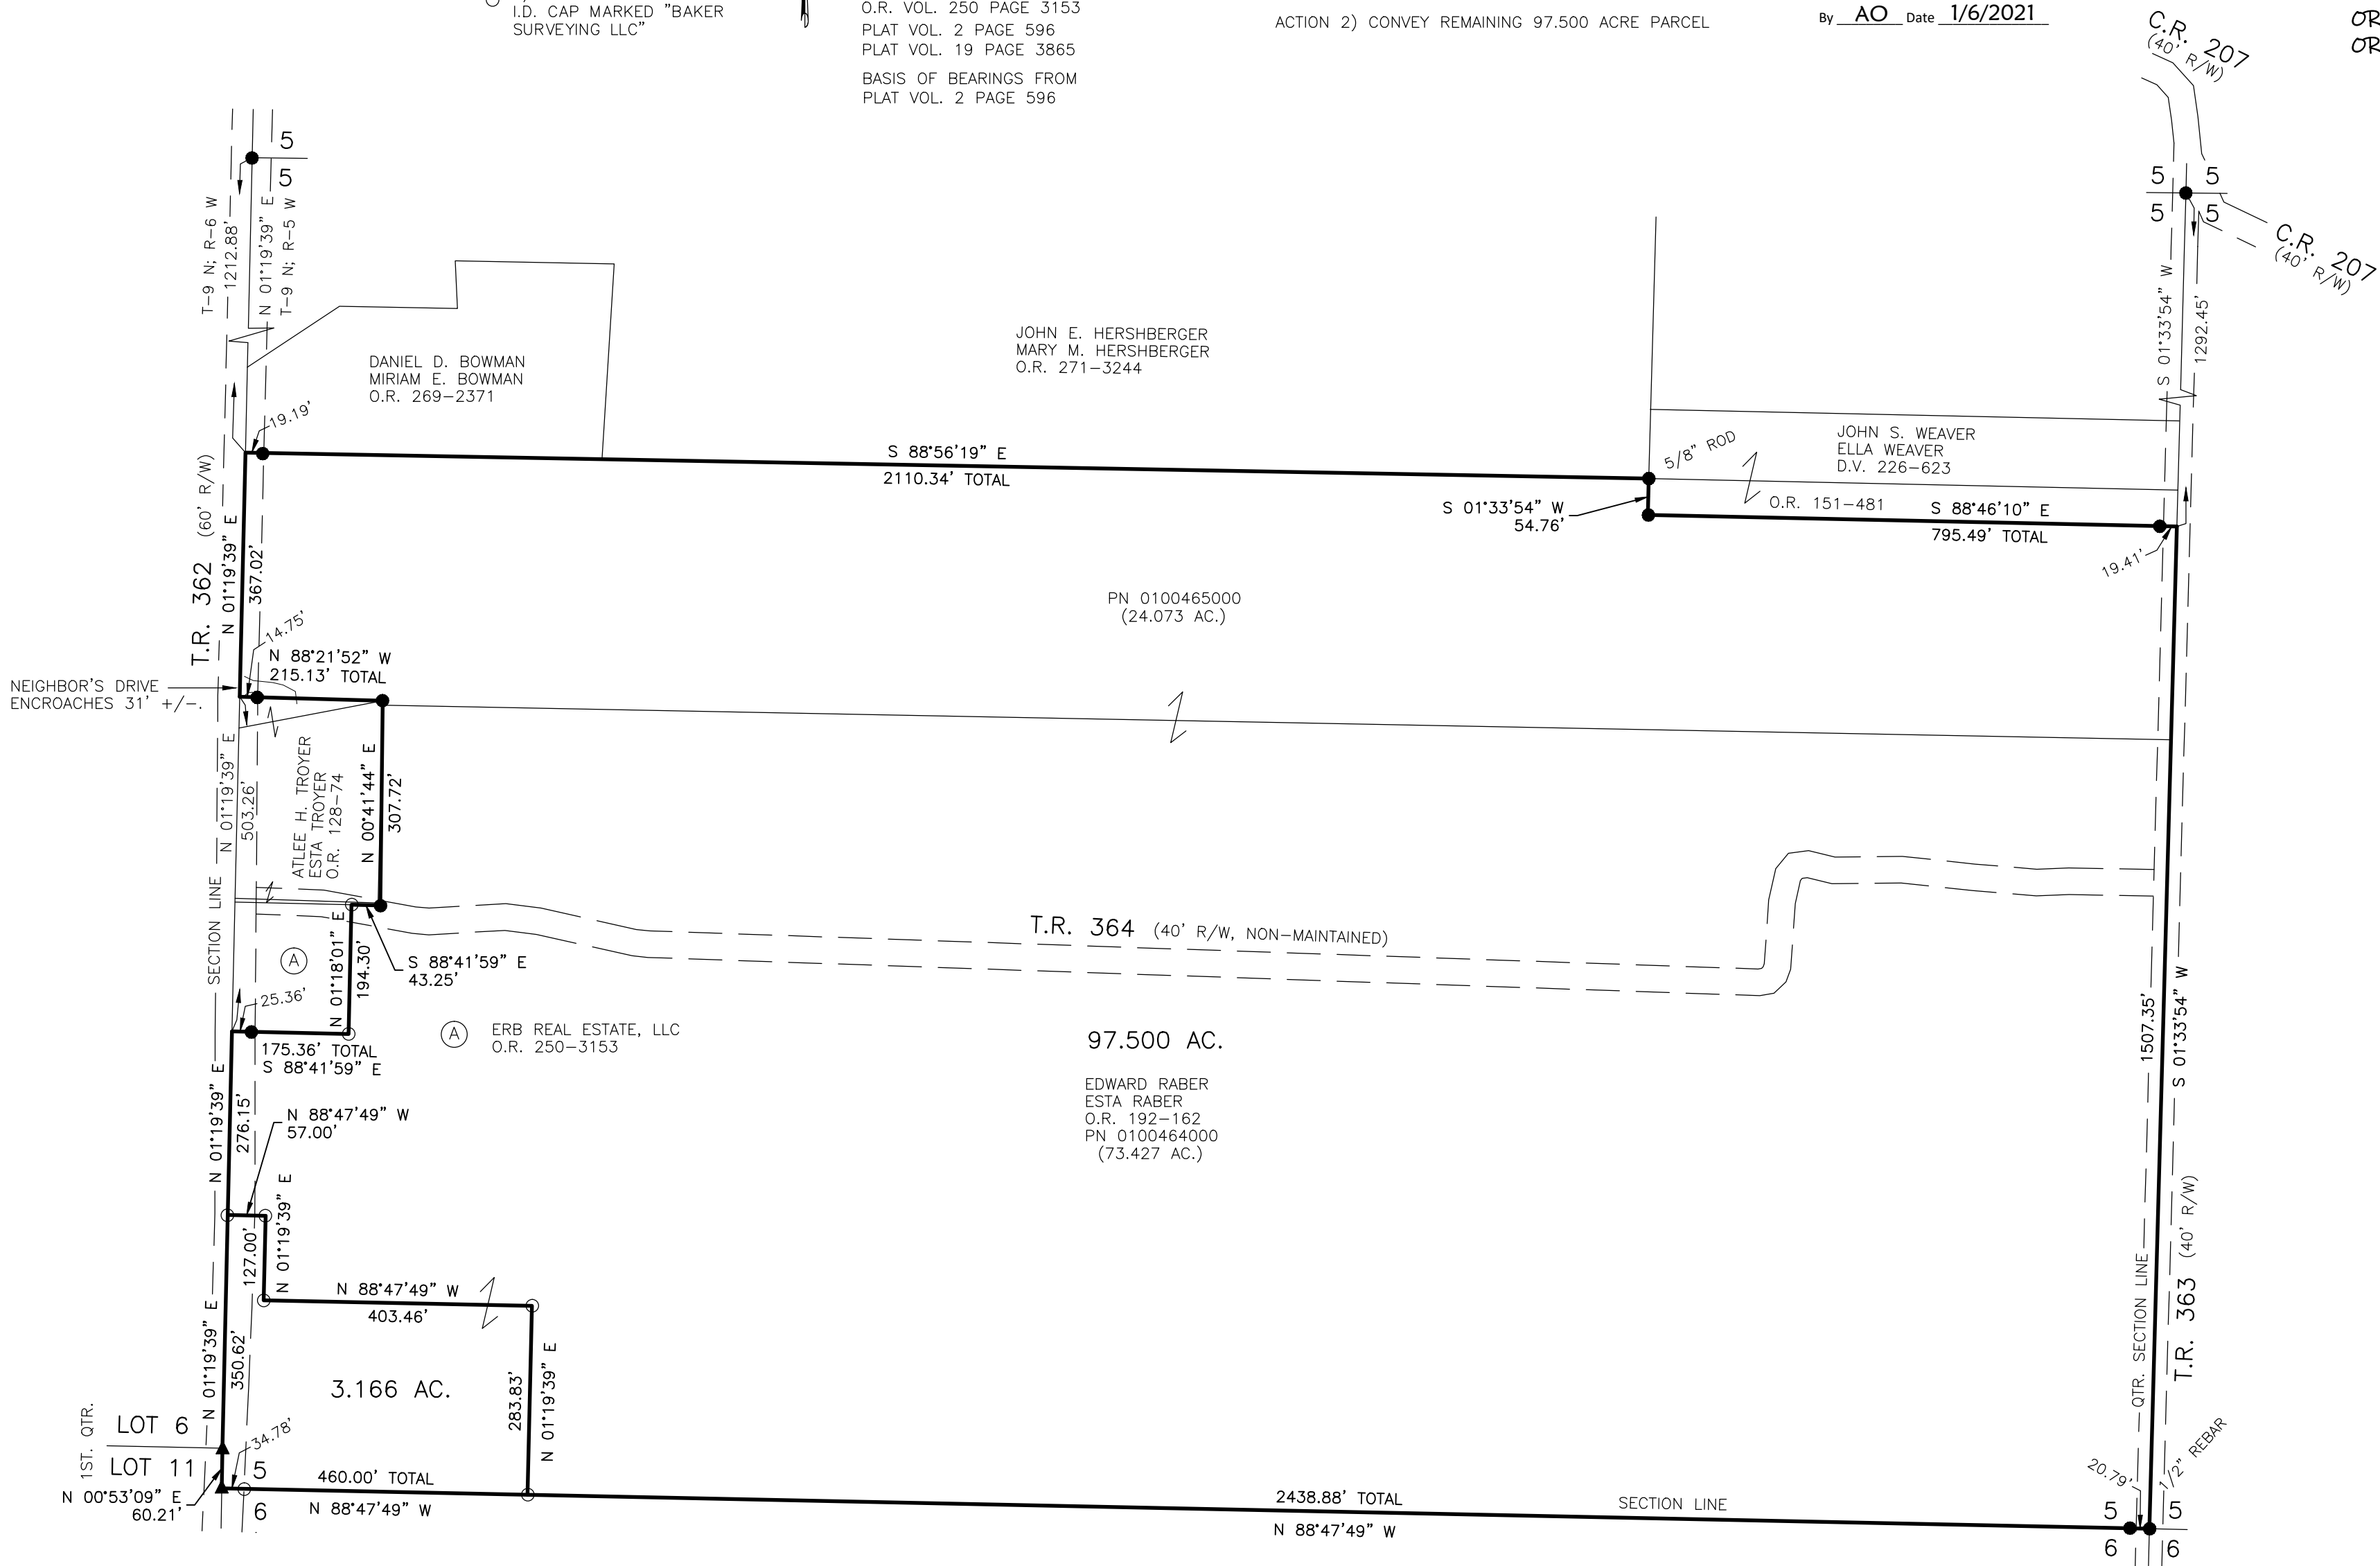 I.D. CAP MARKED "BAKER
SURVEYING LLC"
O.R. VOL. 250 PAGE 3153
PLAT VOL. 2 PAGE 596
PLAT VOL. 19 PAGE 3865
BASIS OF BEARINGS FROM
PLAT VOL. 2 PAGE 596
ACTION 2) CONVEY REMAINING 97.500 ACRE PARCEL
By AO Date 1/6/2021
OR
OR
C.R. 207
(40' R/W)
C.R. 207
(40' R/W)
5
5
5
5
5
5
T-9 N; R-6 W
1212.88'
N 01°19'39" E
T-9 N; R-5 W
S 01°33'54" W
1292.45'
DANIEL D. BOWMAN
MIRIAM E. BOWMAN
O.R. 269-2371
JOHN E. HERSHBERGER
MARY M. HERSHBERGER
O.R. 271-3244
JOHN S. WEAVER
ELLA WEAVER
D.V. 226-623
5/8" ROD
19.19'
S 88°56'19" E
2110.34' TOTAL
S 01°33'54" W
54.76'
O.R. 151-481
S 88°46'10" E
795.49' TOTAL
19.41'
T.R. 362 (60' R/W)
N 01°19'39" E
367.02'
PN 0100465000
(24.073 AC.)
14.75'
N 88°21'52" W
215.13' TOTAL
NEIGHBOR'S DRIVE
ENCROACHES 31' +/-.
N 01°19'39" E
503.26'
ATLEE H. TROYER
ESTA TROYER
O.R. 128-74
N 00°41'44" E
307.72'
SECTION LINE
A
N 01°18'01" E
194.30'
S 88°41'59" E
43.25'
T.R. 364 (40' R/W, NON-MAINTAINED)
25.36'
175.36' TOTAL
S 88°41'59" E
A
ERB REAL ESTATE, LLC
O.R. 250-3153
97.500 AC.
EDWARD RABER
ESTA RABER
O.R. 192-162
PN 0100464000
(73.427 AC.)
1507.35'
S 01°33'54" W
N 01°19'39" E
276.15'
N 88°47'49" W
57.00'
127.00'
N 01°19'39" E
N 88°47'49" W
403.46'
N 01°19'39" E
350.62'
3.166 AC.
283.83'
N 01°19'39" E
QTR. SECTION LINE
T.R. 363 (40' R/W)
1ST. QTR.
LOT 6
LOT 11
N 00°53'09" E
60.21'
34.78'
5
6
460.00' TOTAL
N 88°47'49" W
2438.88' TOTAL
N 88°47'49" W
SECTION LINE
20.79'
1/2" REBAR
5
5
6
6